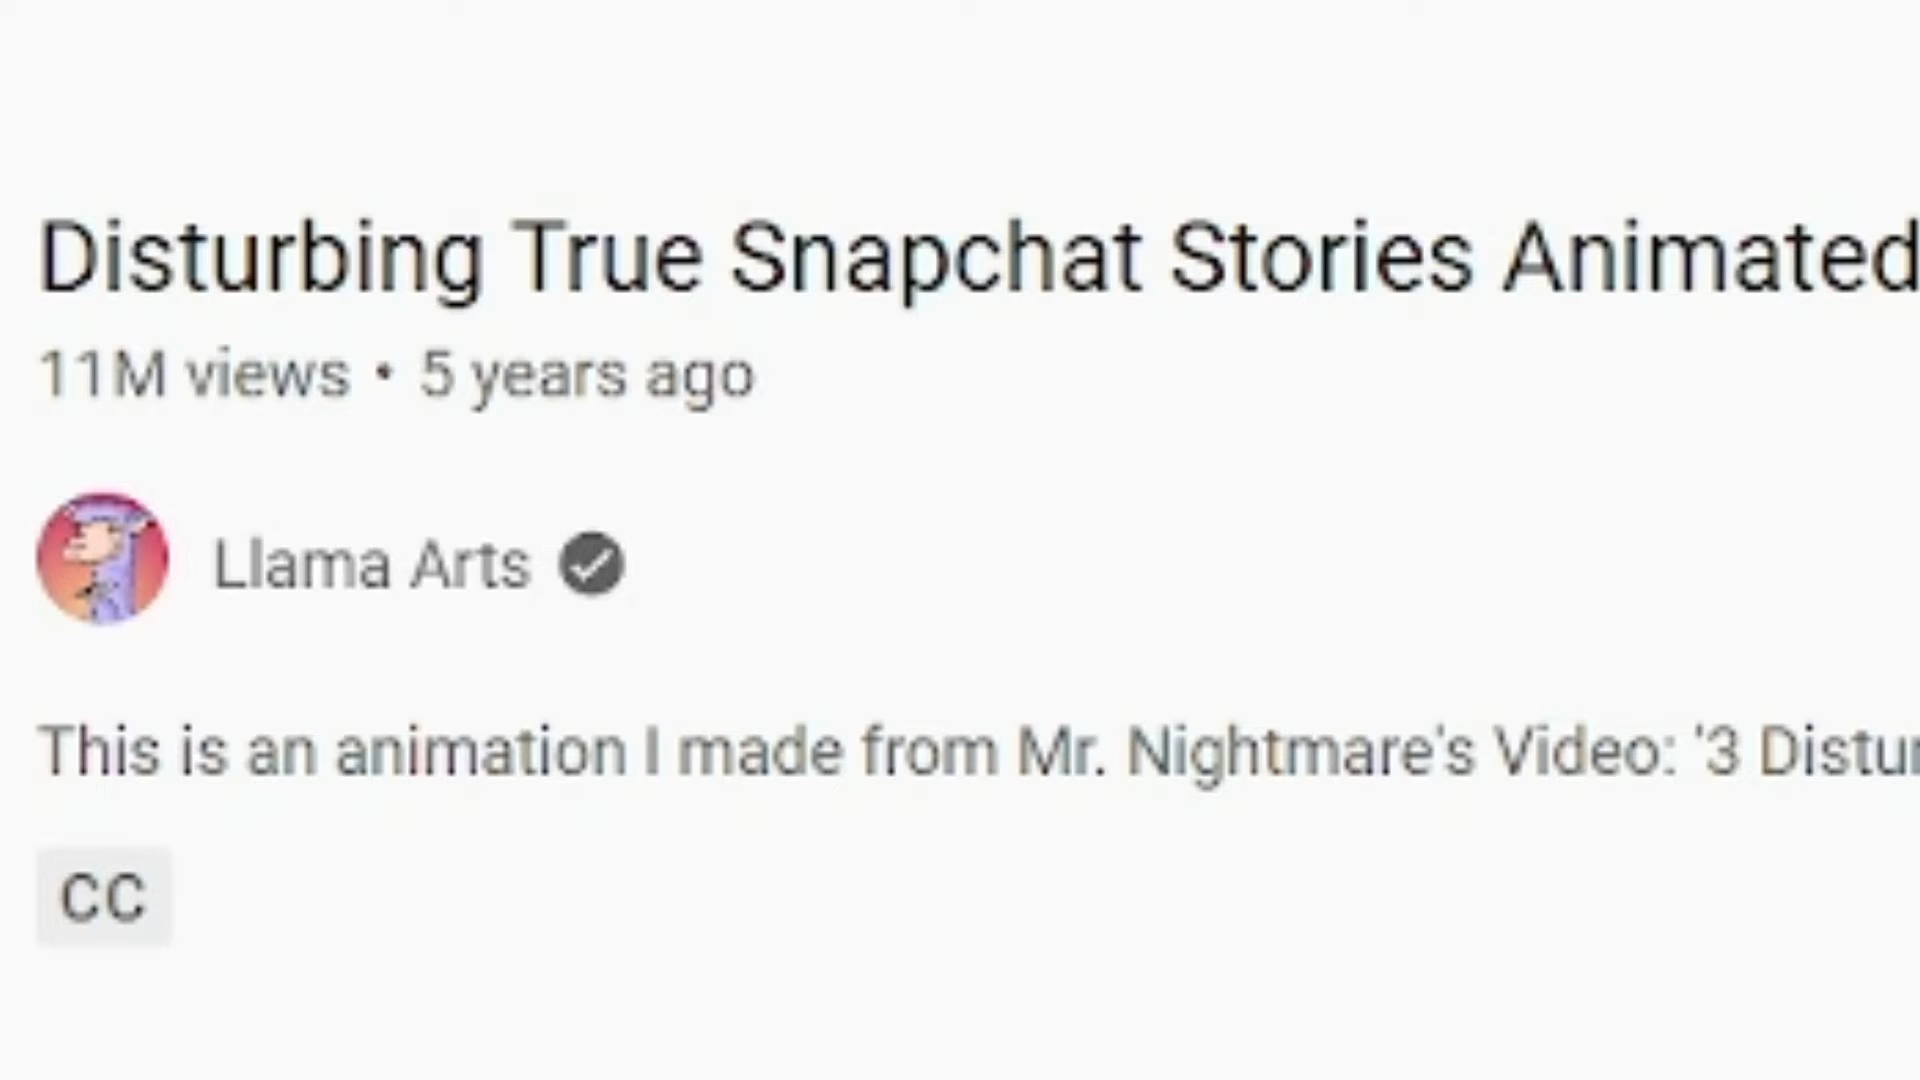 Disturbing True Snapchat Stories Animated
11M views • 5 years ago
Llama Arts
This is an animation I made from Mr. Nightmare's Video: '3 Distur
CC